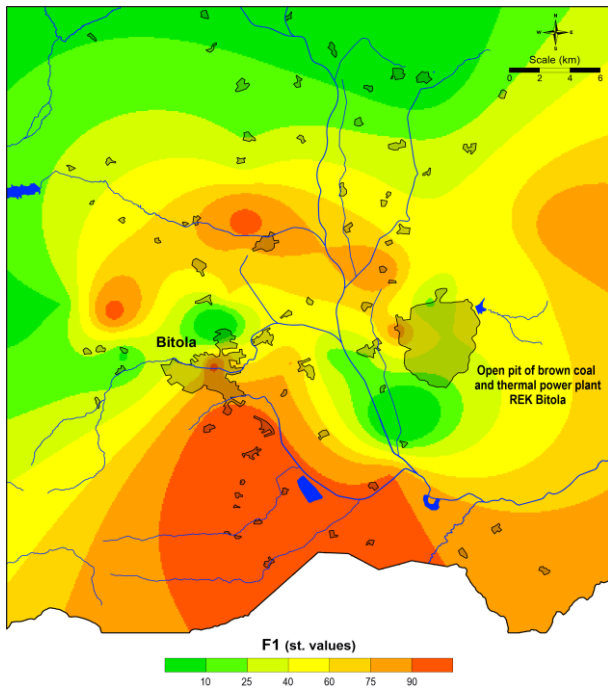 N
W E
S
Scale (km)
0 2 4 6
Bitola
Open pit of brown coal
and thermal power plant
REK Bitola
F1 (st. values)
10 25 40 60 75 90